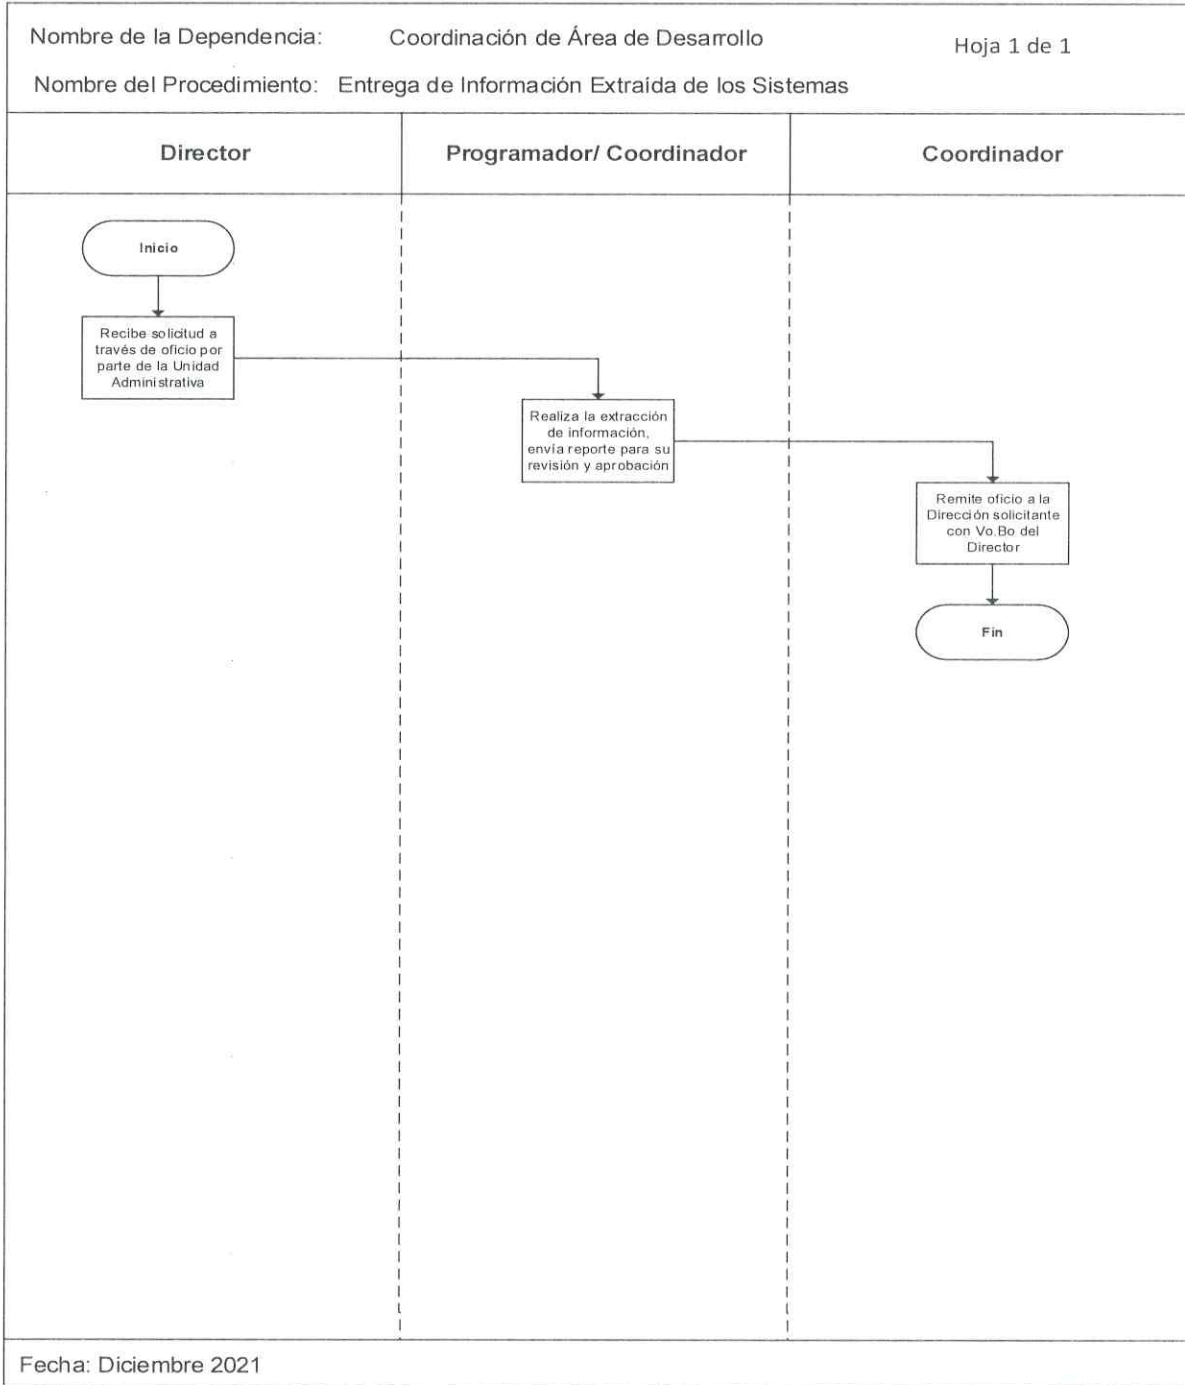 Nombre de la Dependencia: Coordinación de Área de Desarrollo Hoja 1 de 1
Nombre del Procedimiento: Entrega de Información Extraída de los Sistemas
Director
Programador/ Coordinador
Coordinador
Inicio
Recibe solicitud a
través de oficio por
parte de la Unidad
Administrativa
Realiza la extracción
de información,
envía reporte para su
revisión y aprobación
Remite oficio a la
Dirección solicitante
con Vo.Bo del
Director
Fin
Fecha: Diciembre 2021